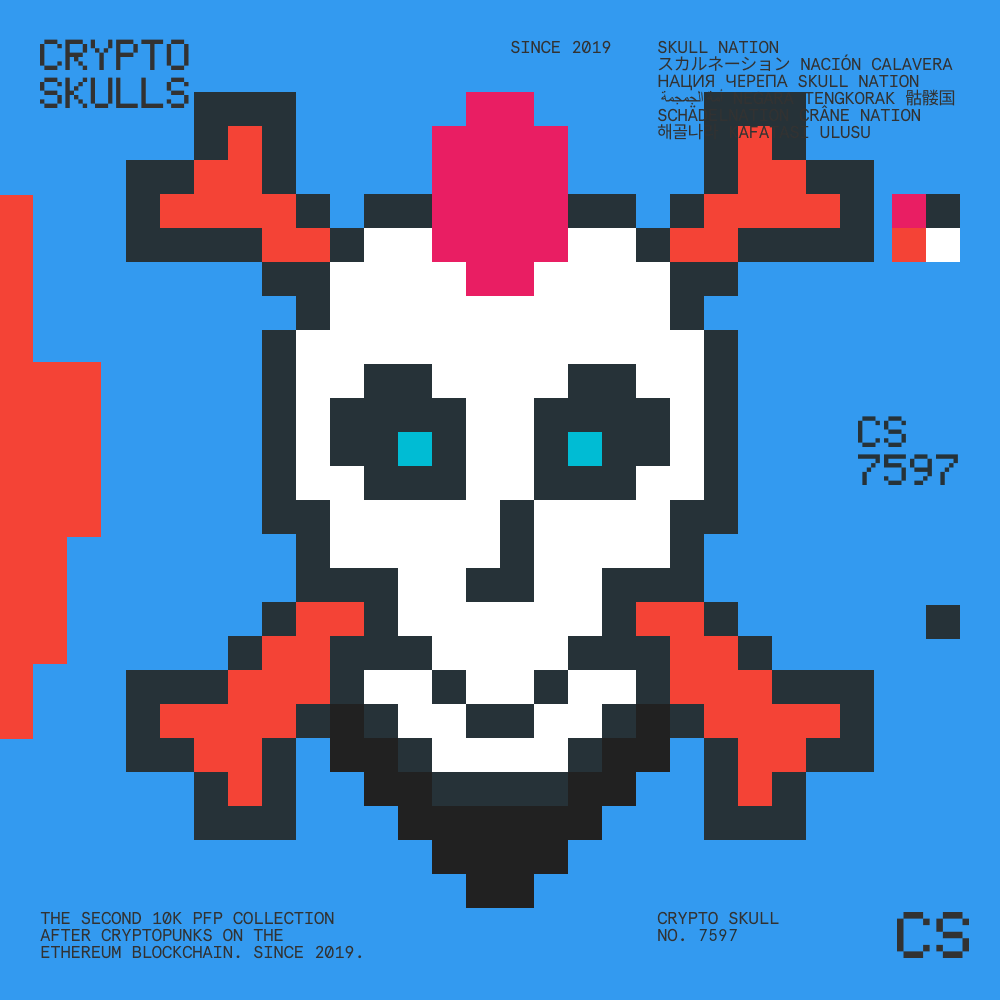 CRYPTO
SKULLS
SINCE 2019
SKULL NATION
スカルネーション NACIÓN CALAVERA
НАЦИЯ ЧЕРЕПА SKULL NATION
الجمجمة TENGKORAK 骷髅国
CRÂNE NATION
해골 ULUSU
CS
7597
THE SECOND 10K PFP COLLECTION
AFTER CRYPTOPUNKS ON THE
ETHEREUM BLOCKCHAIN. SINCE 2019.
CRYPTO SKULL
NO. 7597
CS